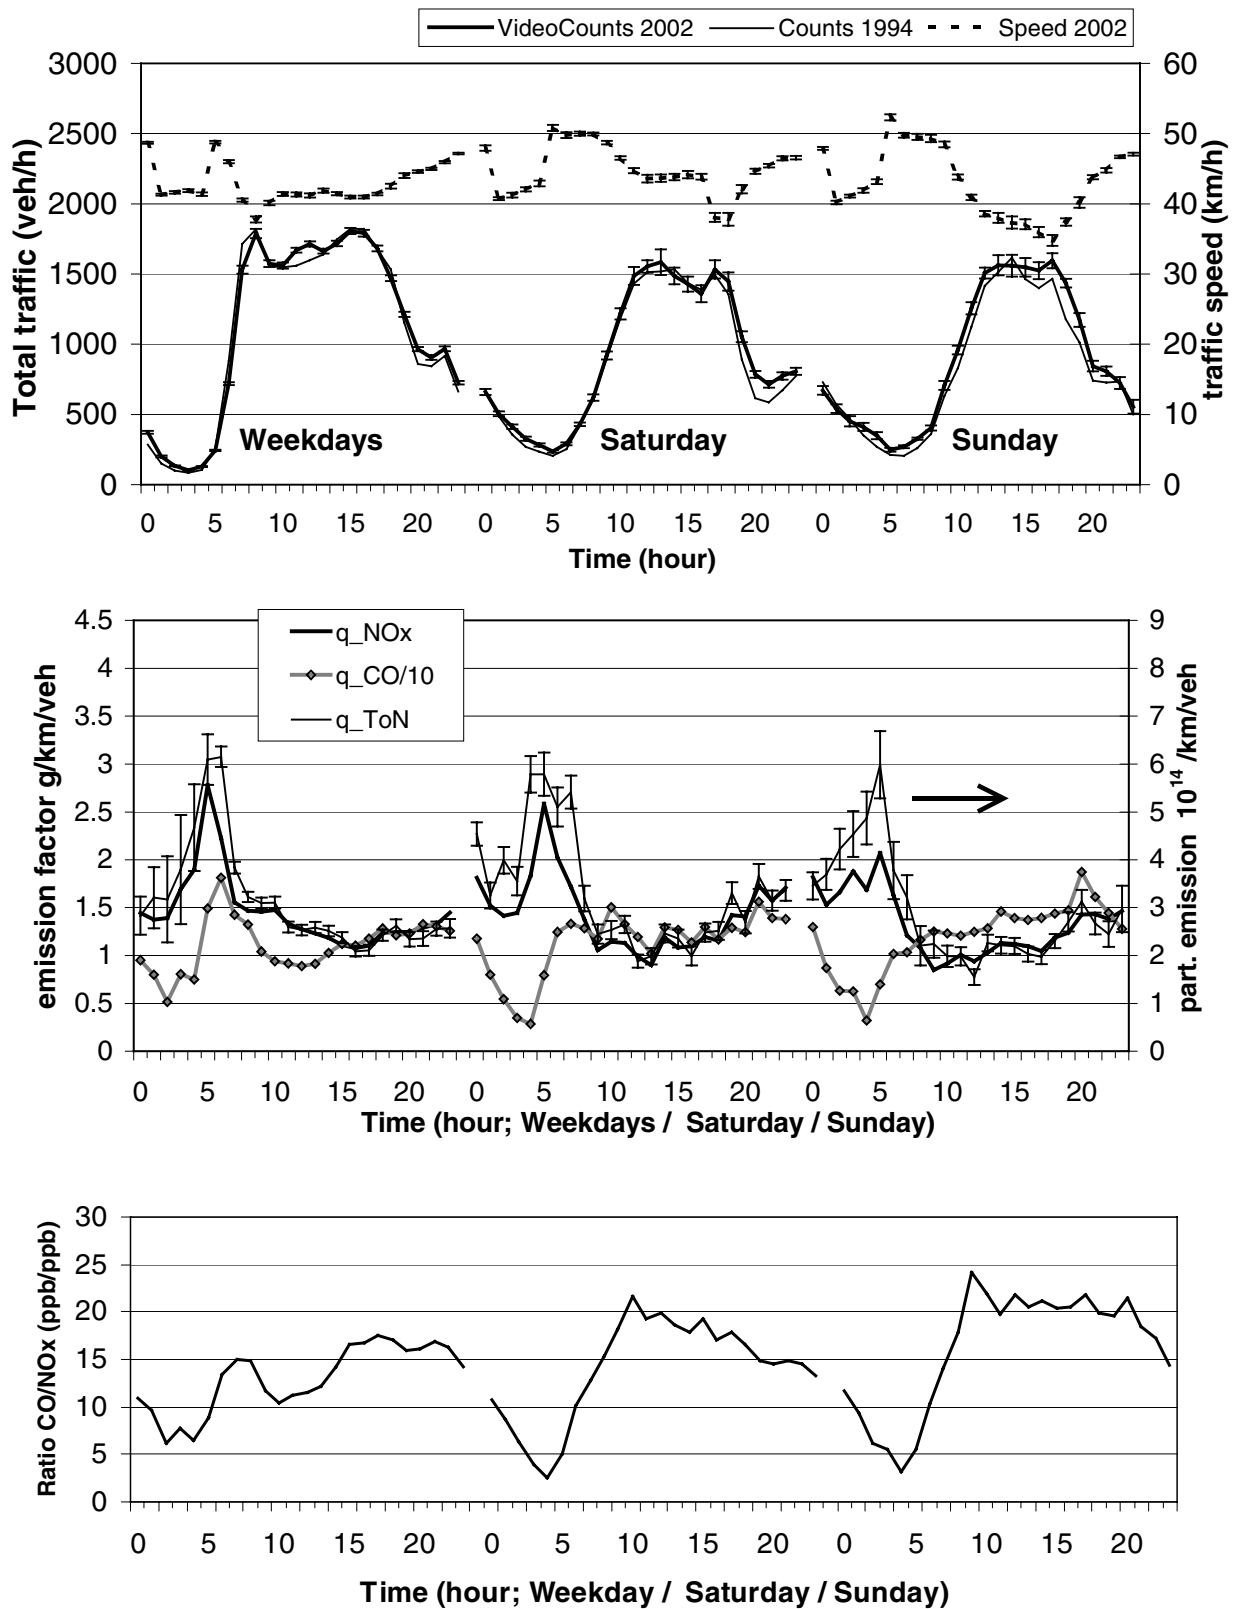 VideoCounts 2002 Counts 1994 Speed 2002
3000 60
2500 50
2000 40
1500 30
1000 20
500 10
0 0
Total traffic (veh/h)
traffic speed (km/h)
Weekdays Saturday Sunday
0 5 10 15 20 0 5 10 15 20 0 5 10 15 20
Time (hour)
q_NOx
q_CO/10
q_ToN
4.5 9
4 8
3.5 7
3 6
2.5 5
2 4
1.5 3
1 2
0.5 1
0 0
emission factor g/km/veh
part. emission 10¹⁴ /km/veh
0 5 10 15 20 0 5 10 15 20 0 5 10 15 20
Time (hour; Weekdays / Saturday / Sunday)
30
25
20
15
10
5
0
Ratio CO/NOx (ppb/ppb)
0 5 10 15 20 0 5 10 15 20 0 5 10 15 20
Time (hour; Weekday / Saturday / Sunday)